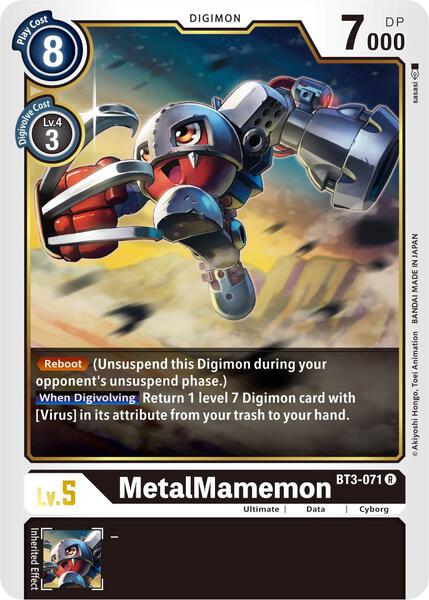 Play Cost
8
DIGIMON
7000
DP
Digivolve Cost
Lv.4
3
sasasi
Reboot (Unsuspend this Digimon during your
opponent's unsuspend phase.)
When Digivolving Return 1 level 7 Digimon card with
[Virus] in its attribute from your trash to your hand.
© Akiyoshi Hongo, Toei Animation BANDAI MADE IN JAPAN
Lv.5
MetalMamemon
BT3-071 R
Ultimate | Data | Cyborg
Inherited Effect
–